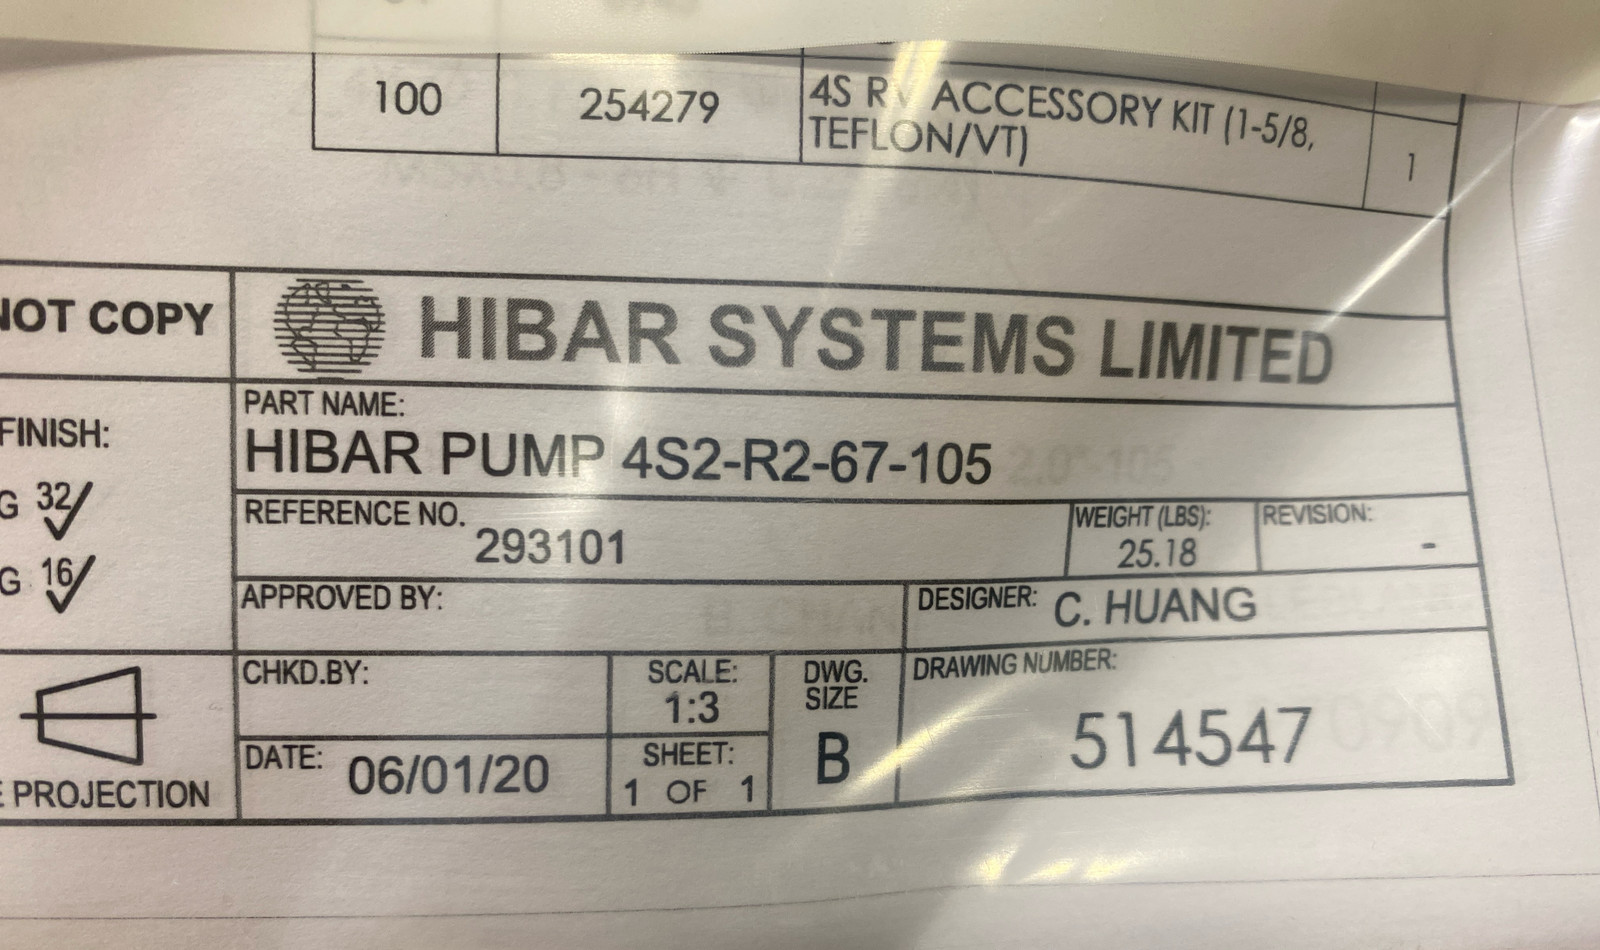 100 254279 4S RV ACCESSORY KIT (1-5/8,
TEFLON/VT) 1
NOT COPY
HIBAR SYSTEMS LIMITED
PART NAME:
HIBAR PUMP 4S2-R2-67-105
FINISH:
G 32
REFERENCE NO.
293101
WEIGHT (LBS):
25.18
REVISION:
-
G 16
APPROVED BY:
DESIGNER: C. HUANG
CHKD.BY:
SCALE:
1:3
DWG.
SIZE
B
DRAWING NUMBER:
514547
DATE: 06/01/20
SHEET:
1 OF 1
E PROJECTION